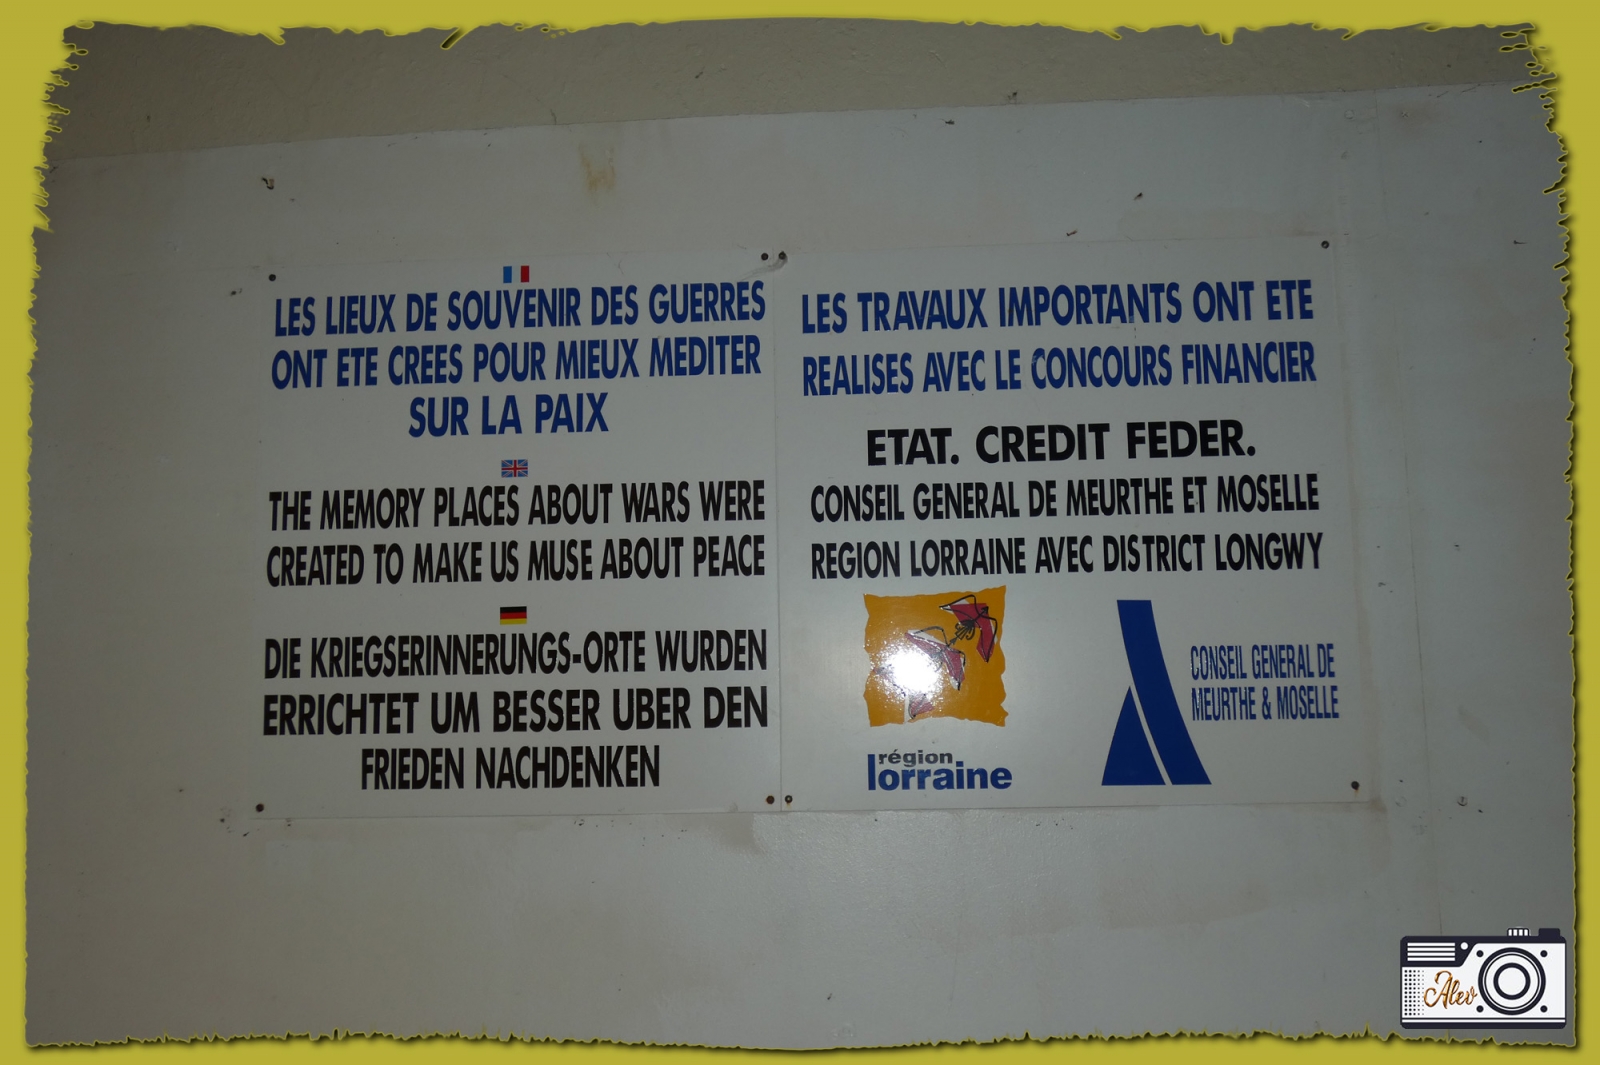 LES LIEUX DE SOUVENIR DES GUERRES
ONT ETE CREES POUR MIEUX MEDITER
SUR LA PAIX
THE MEMORY PLACES ABOUT WARS WERE
CREATED TO MAKE US MUSE ABOUT PEACE
DIE KRIEGSERINNERUNGS-ORTE WURDEN
ERRICHTET UM BESSER UBER DEN
FRIEDEN NACHDENKEN
LES TRAVAUX IMPORTANTS ONT ETE
REALISES AVEC LE CONCOURS FINANCIER
ETAT. CREDIT FEDER.
CONSEIL GENERAL DE MEURTHE ET MOSELLE
REGION LORRAINE AVEC DISTRICT LONGWY
région
lorraine
CONSEIL GENERAL DE
MEURTHE & MOSELLE
Alev